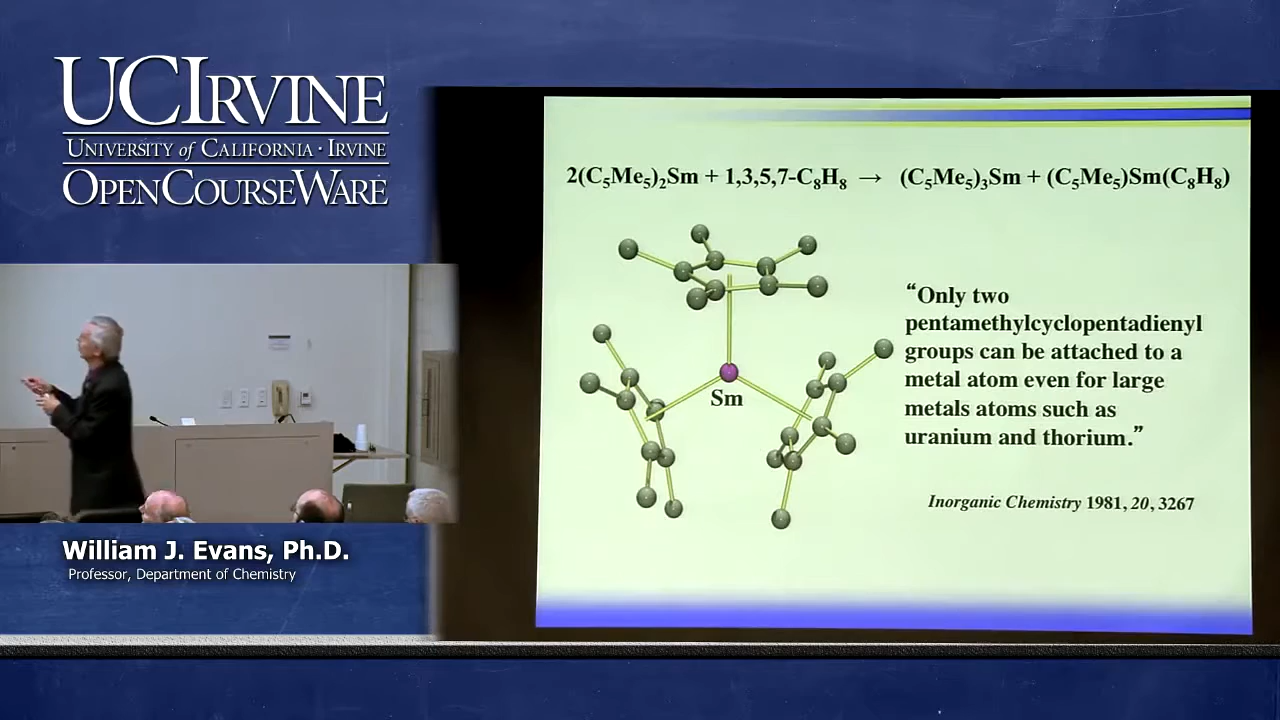 UCIRVINE
UNIVERSITY of CALIFORNIA · IRVINE
OPENCOURSEWARE
2(C₅Me₅)₂Sm + 1,3,5,7-C₈H₈ → (C₅Me₅)₃Sm + (C₅Me₅)Sm(C₈H₈)
Sm
“Only two
pentamethylcyclopentadienyl
groups can be attached to a
metal atom even for large
metals atoms such as
uranium and thorium.”
Inorganic Chemistry 1981, 20, 3267
William J. Evans, Ph.D.
Professor, Department of Chemistry